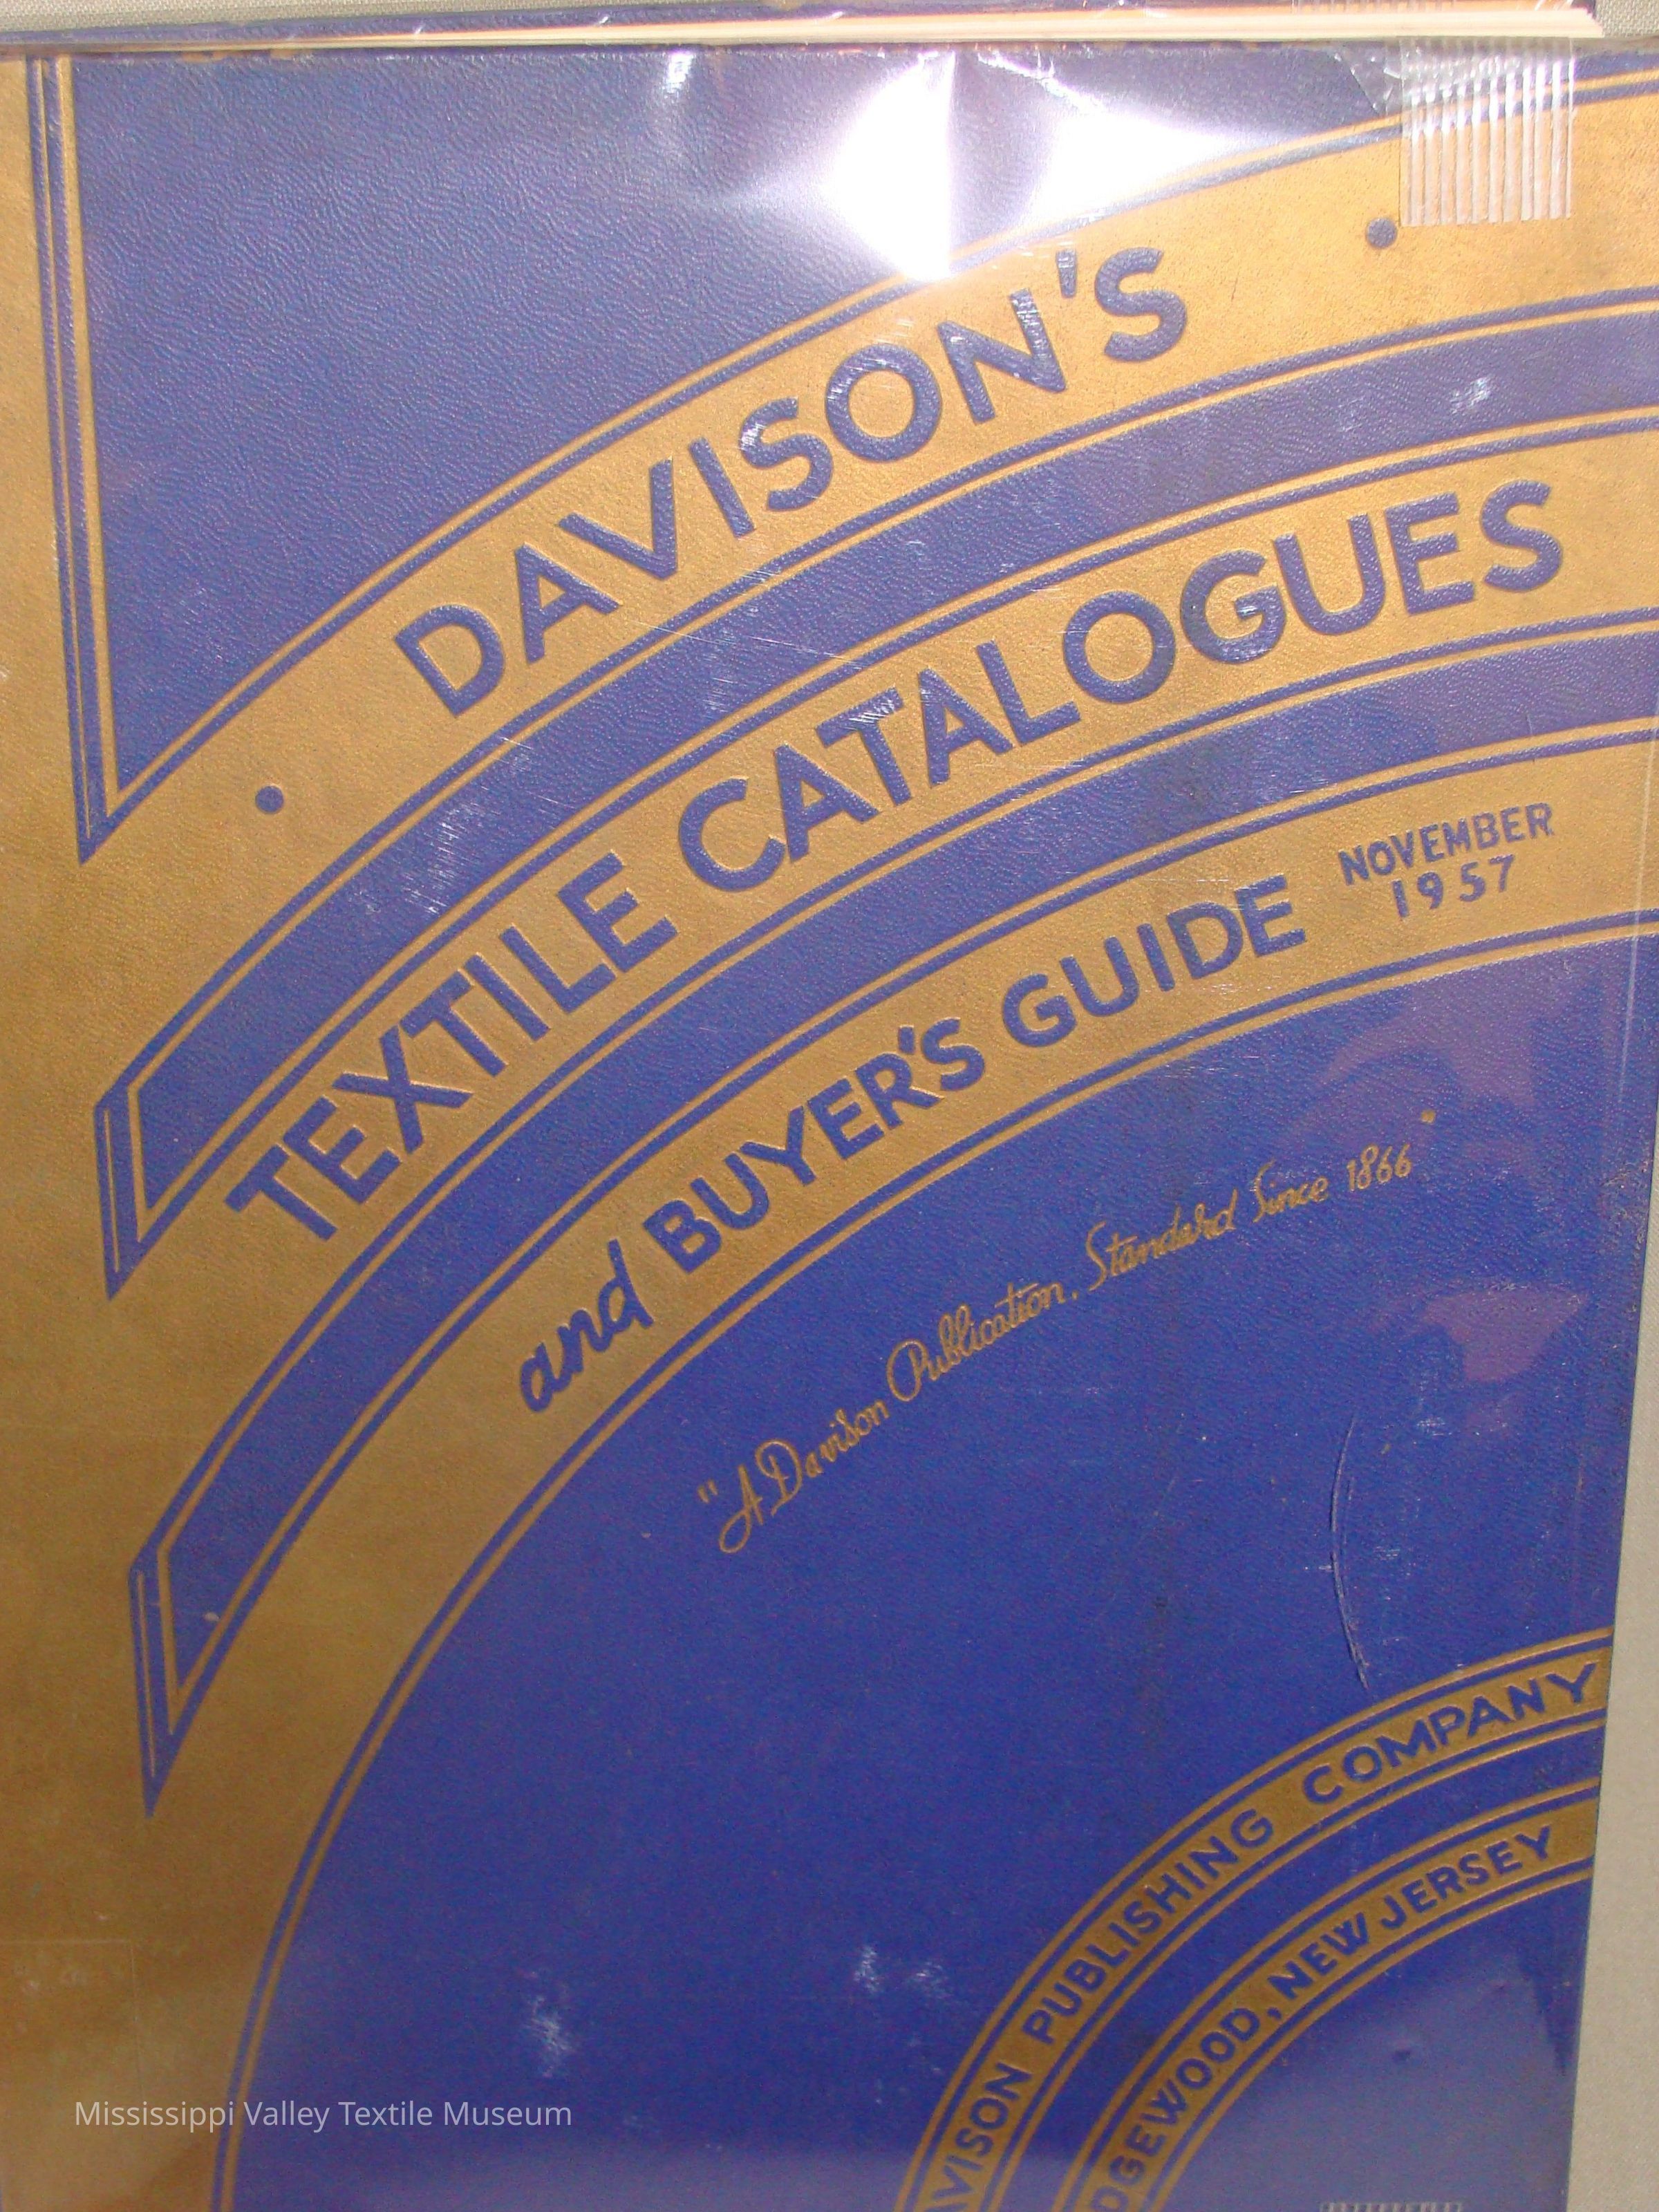 DAVISON'S
TEXTILE CATALOGUES
and BUYER'S GUIDE
NOVEMBER
1957
"A Davison Publication, Standard Since 1866"
PUBLISHING COMPANY
NEW JERSEY
Mississippi Valley Textile Museum